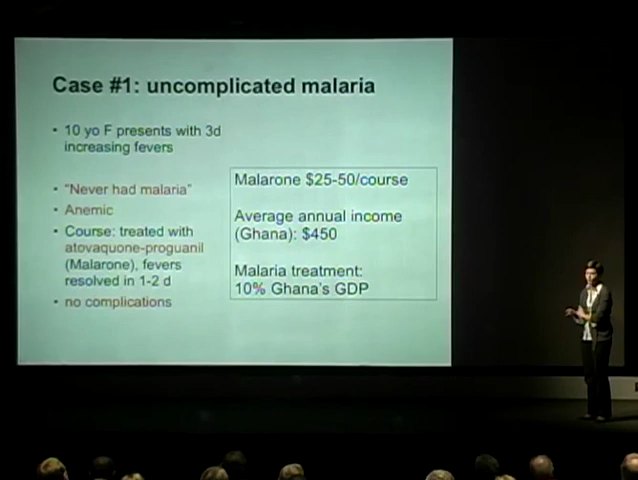 Case #1: uncomplicated malaria
• 10 yo F presents with 3d
increasing fevers
• "Never had malaria"
• Anemic
• Course: treated with
atovaquone-proguanil
(Malarone), fevers
resolved in 1-2 d
• no complications
Malarone $25-50/course
Average annual income
(Ghana): $450
Malaria treatment:
10% Ghana's GDP